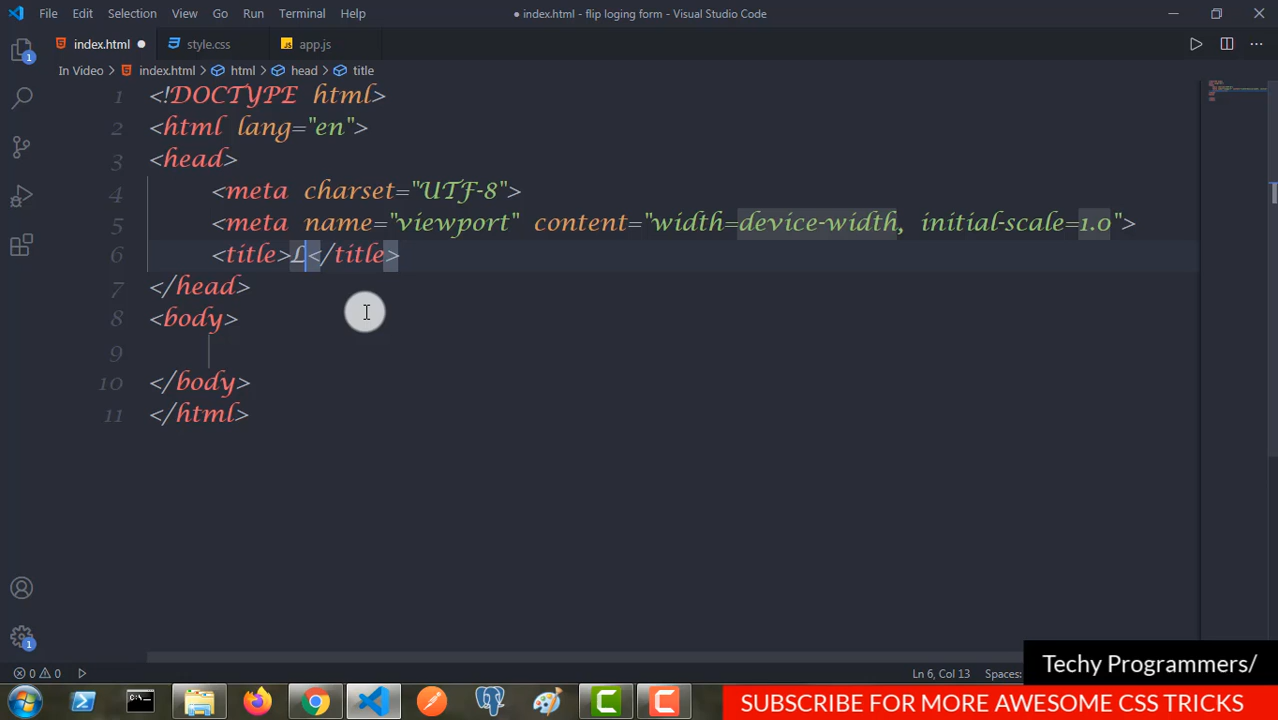 File Edit Selection View Go Run Terminal Help
● index.html - flip loging form - Visual Studio Code
index.html ● style.css app.js
In Video > index.html > html > head > title
1 <!DOCTYPE html>
2 <html lang="en">
3 <head>
4 <meta charset="UTF-8">
5 <meta name="viewport" content="width=device-width, initial-scale=1.0">
6 <title>L</title>
7 </head>
8 <body>
9
10 </body>
11 </html>
1
1
0 0 Ln 6, Col 13 Spaces:
Techy Programmers/
SUBSCRIBE FOR MORE AWESOME CSS TRICKS